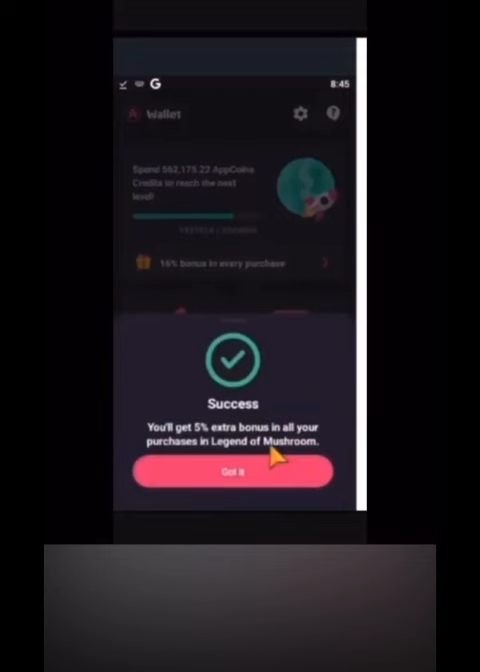 8:45
Wallet
Spend 562,175.22 AppCoins
Credits to reach the next
level!
16% bonus in every purchase
Success
You'll get 5% extra bonus in all your
purchases in Legend of Mushroom.
Got it